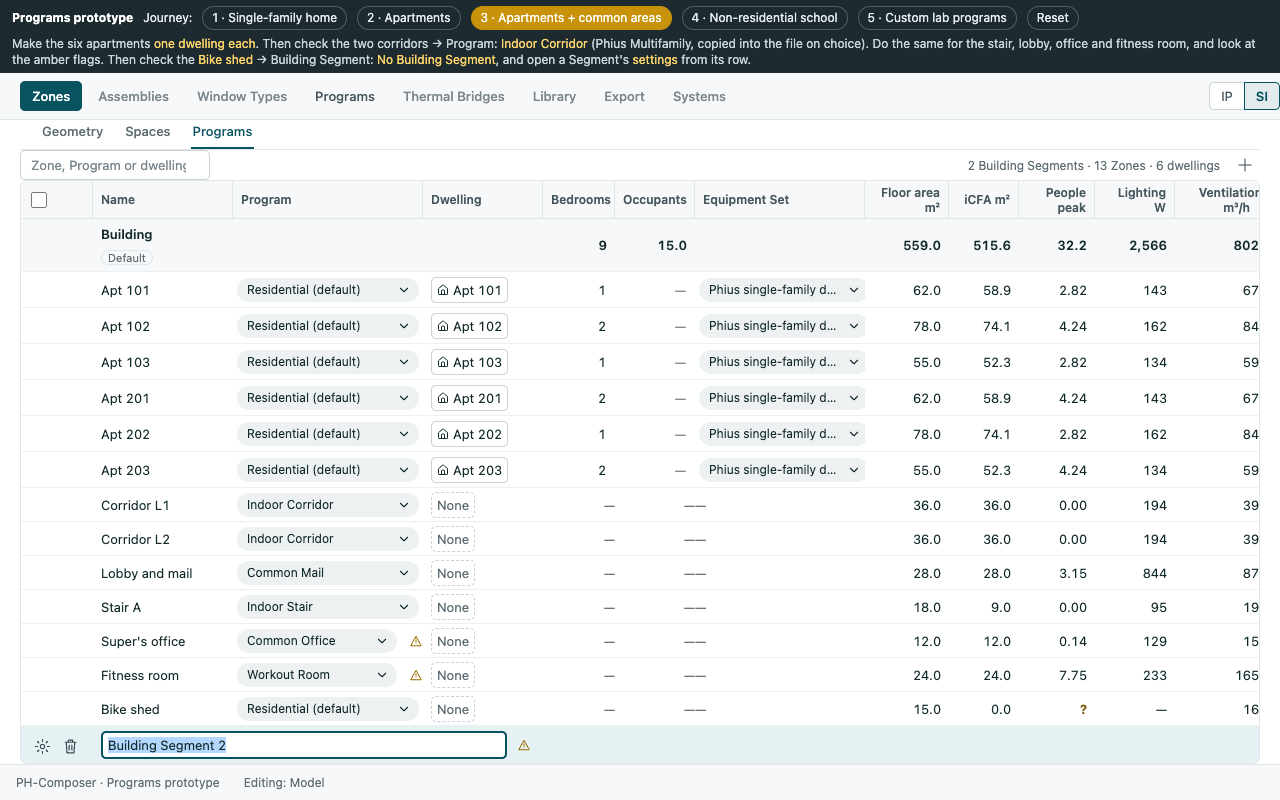 Programs prototype Journey: 1 · Single-family home 2 · Apartments 3 · Apartments + common areas 4 · Non-residential school 5 · Custom lab programs Reset
Make the six apartments one dwelling each. Then check the two corridors → Program: Indoor Corridor (Phius Multifamily, copied into the file on choice). Do the same for the stair, lobby, office and fitness room, and look at
the amber flags. Then check the Bike shed → Building Segment: No Building Segment, and open a Segment's settings from its row.
Zones Assemblies Window Types Programs Thermal Bridges Library Export Systems IP SI
Geometry Spaces Programs
Zone, Program or dwelling 2 Building Segments · 13 Zones · 6 dwellings
Name Program Dwelling Bedrooms Occupants Equipment Set Floor area m² iCFA m² People peak Lighting W Ventilation m³/h
Building 9 15.0 559.0 515.6 32.2 2,566 802
Default
Apt 101 Residential (default) Apt 101 1 — Phius single-family d... 62.0 58.9 2.82 143 67
Apt 102 Residential (default) Apt 102 2 — Phius single-family d... 78.0 74.1 4.24 162 84
Apt 103 Residential (default) Apt 103 1 — Phius single-family d... 55.0 52.3 2.82 134 59
Apt 201 Residential (default) Apt 201 2 — Phius single-family d... 62.0 58.9 4.24 143 67
Apt 202 Residential (default) Apt 202 1 — Phius single-family d... 78.0 74.1 2.82 162 84
Apt 203 Residential (default) Apt 203 2 — Phius single-family d... 55.0 52.3 4.24 134 59
Corridor L1 Indoor Corridor None — —— 36.0 36.0 0.00 194 39
Corridor L2 Indoor Corridor None — —— 36.0 36.0 0.00 194 39
Lobby and mail Common Mail None — —— 28.0 28.0 3.15 844 87
Stair A Indoor Stair None — —— 18.0 9.0 0.00 95 19
Super's office Common Office None — —— 12.0 12.0 0.14 129 15
Fitness room Workout Room None — —— 24.0 24.0 7.75 233 165
Bike shed Residential (default) None — —— 15.0 0.0 ? — 16
Building Segment 2
PH-Composer · Programs prototype Editing: Model